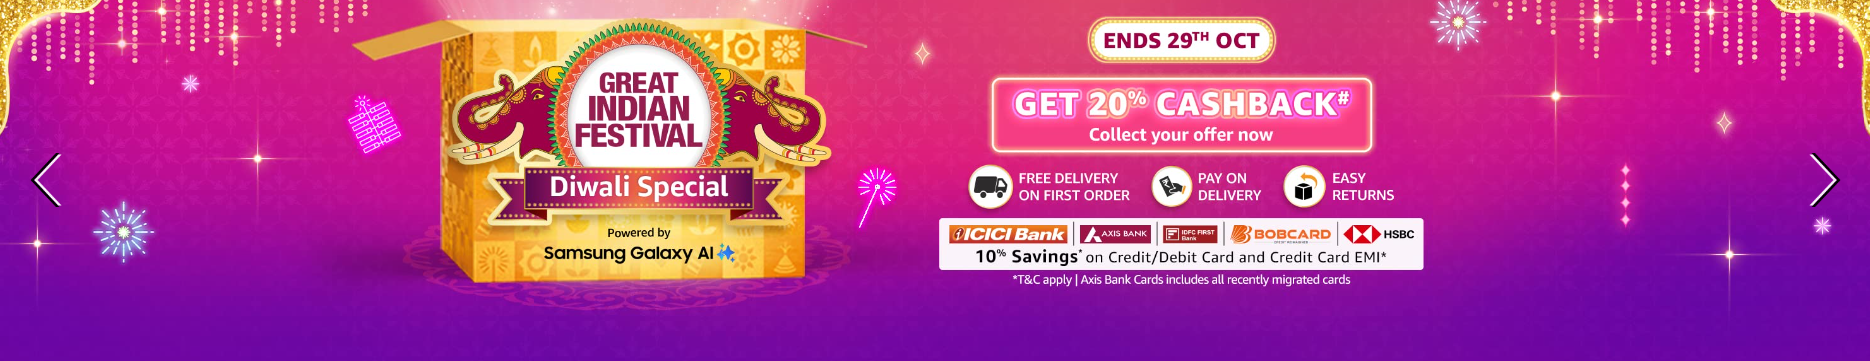 GREAT
INDIAN
FESTIVAL
Diwali Special
Powered by
Samsung Galaxy AI
ENDS 29TH OCT
GET 20% CASHBACK#
Collect your offer now
FREE DELIVERY
ON FIRST ORDER
PAY ON
DELIVERY
EASY
RETURNS
ICICI Bank
AXIS BANK
IDFC FIRST
Bank
BOBCARD
HSBC
10% Savings* on Credit/Debit Card and Credit Card EMI*
*T&C apply | Axis Bank Cards includes all recently migrated cards